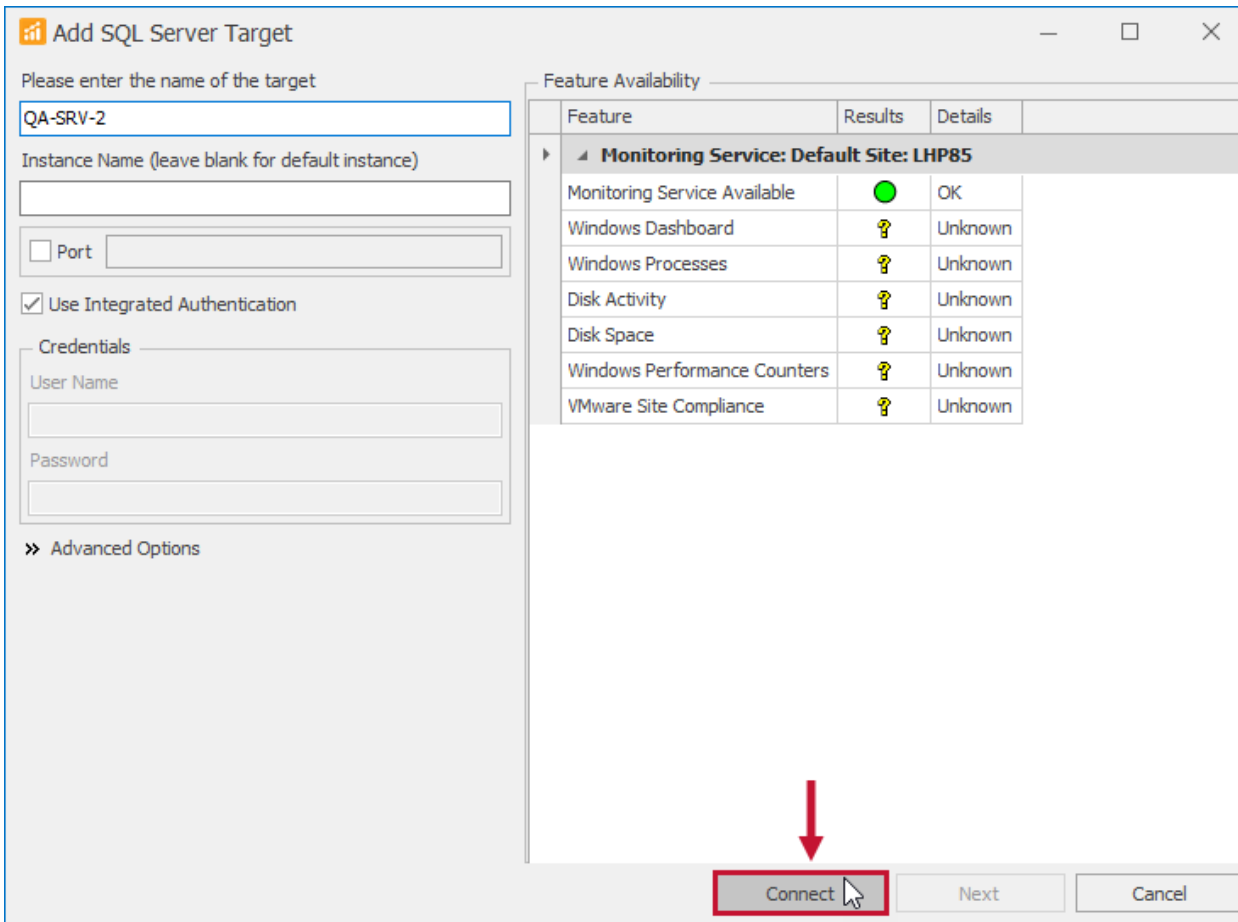 Add SQL Server Target
Please enter the name of the target
QA-SRV-2
Instance Name (leave blank for default instance)
Port
Use Integrated Authentication
Credentials
User Name
Password
Advanced Options
Feature Availability
Feature Results Details
Monitoring Service: Default Site: LHP85
Monitoring Service Available OK
Windows Dashboard Unknown
Windows Processes Unknown
Disk Activity Unknown
Disk Space Unknown
Windows Performance Counters Unknown
VMware Site Compliance Unknown
Connect Next Cancel